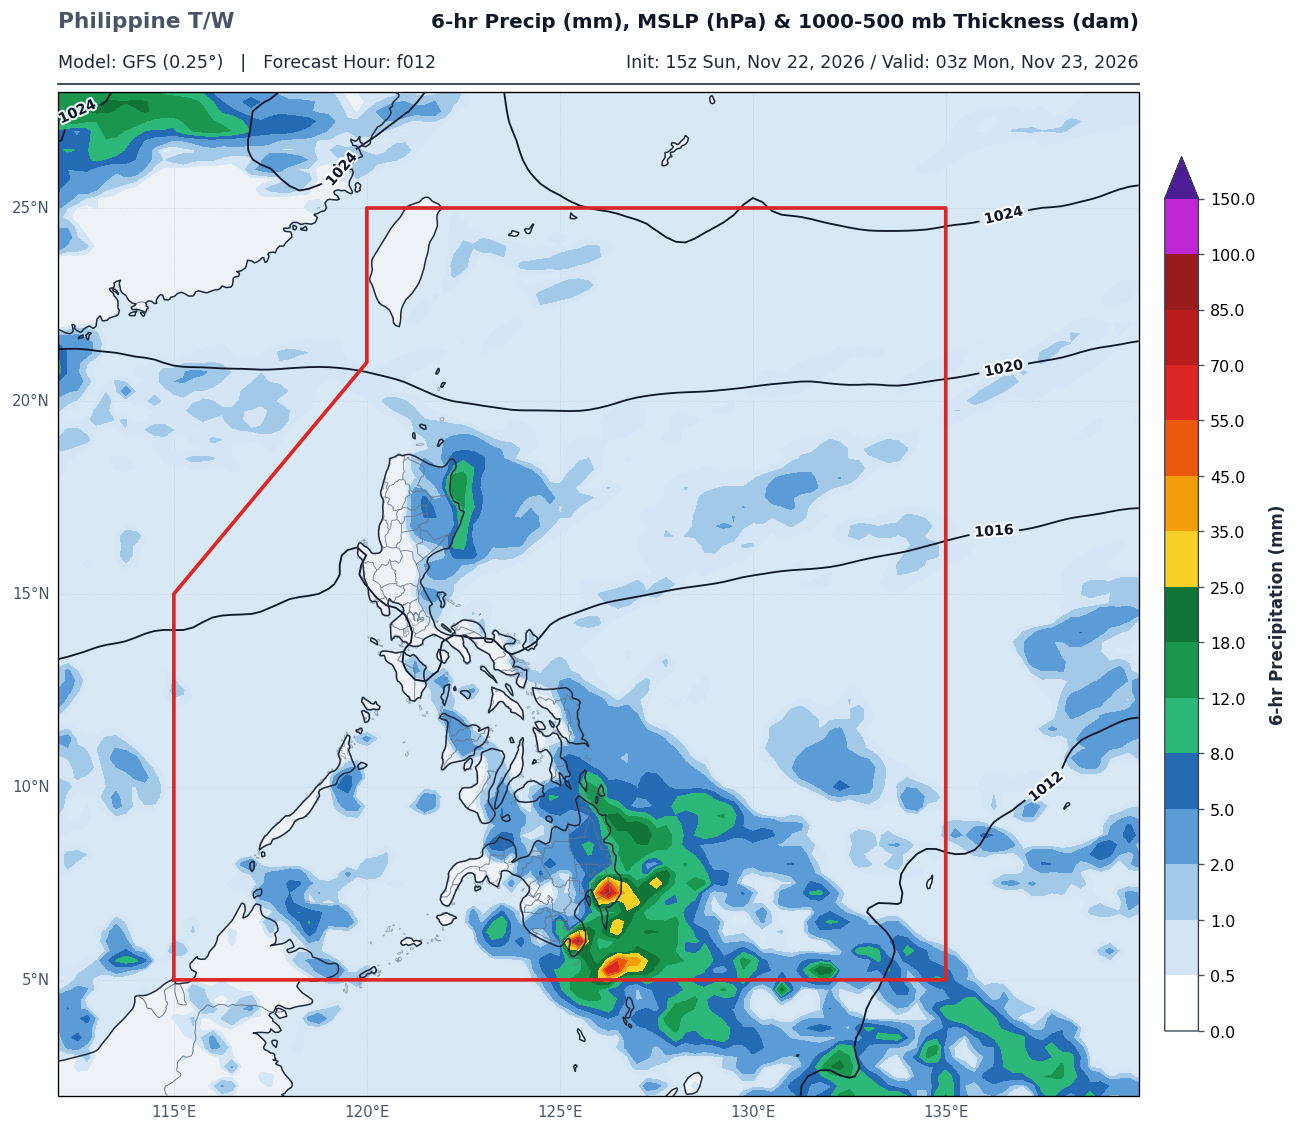 Philippine T/W
6-hr Precip (mm), MSLP (hPa) & 1000-500 mb Thickness (dam)
Model: GFS (0.25°) | Forecast Hour: f012
Init: 15z Sun, Nov 22, 2026 / Valid: 03z Mon, Nov 23, 2026
1024
1024
1024
1020
1016
1012
25°N
20°N
15°N
10°N
5°N
115°E
120°E
125°E
130°E
135°E
150.0
100.0
85.0
70.0
55.0
45.0
35.0
25.0
18.0
12.0
8.0
5.0
2.0
1.0
0.5
0.0
6-hr Precipitation (mm)